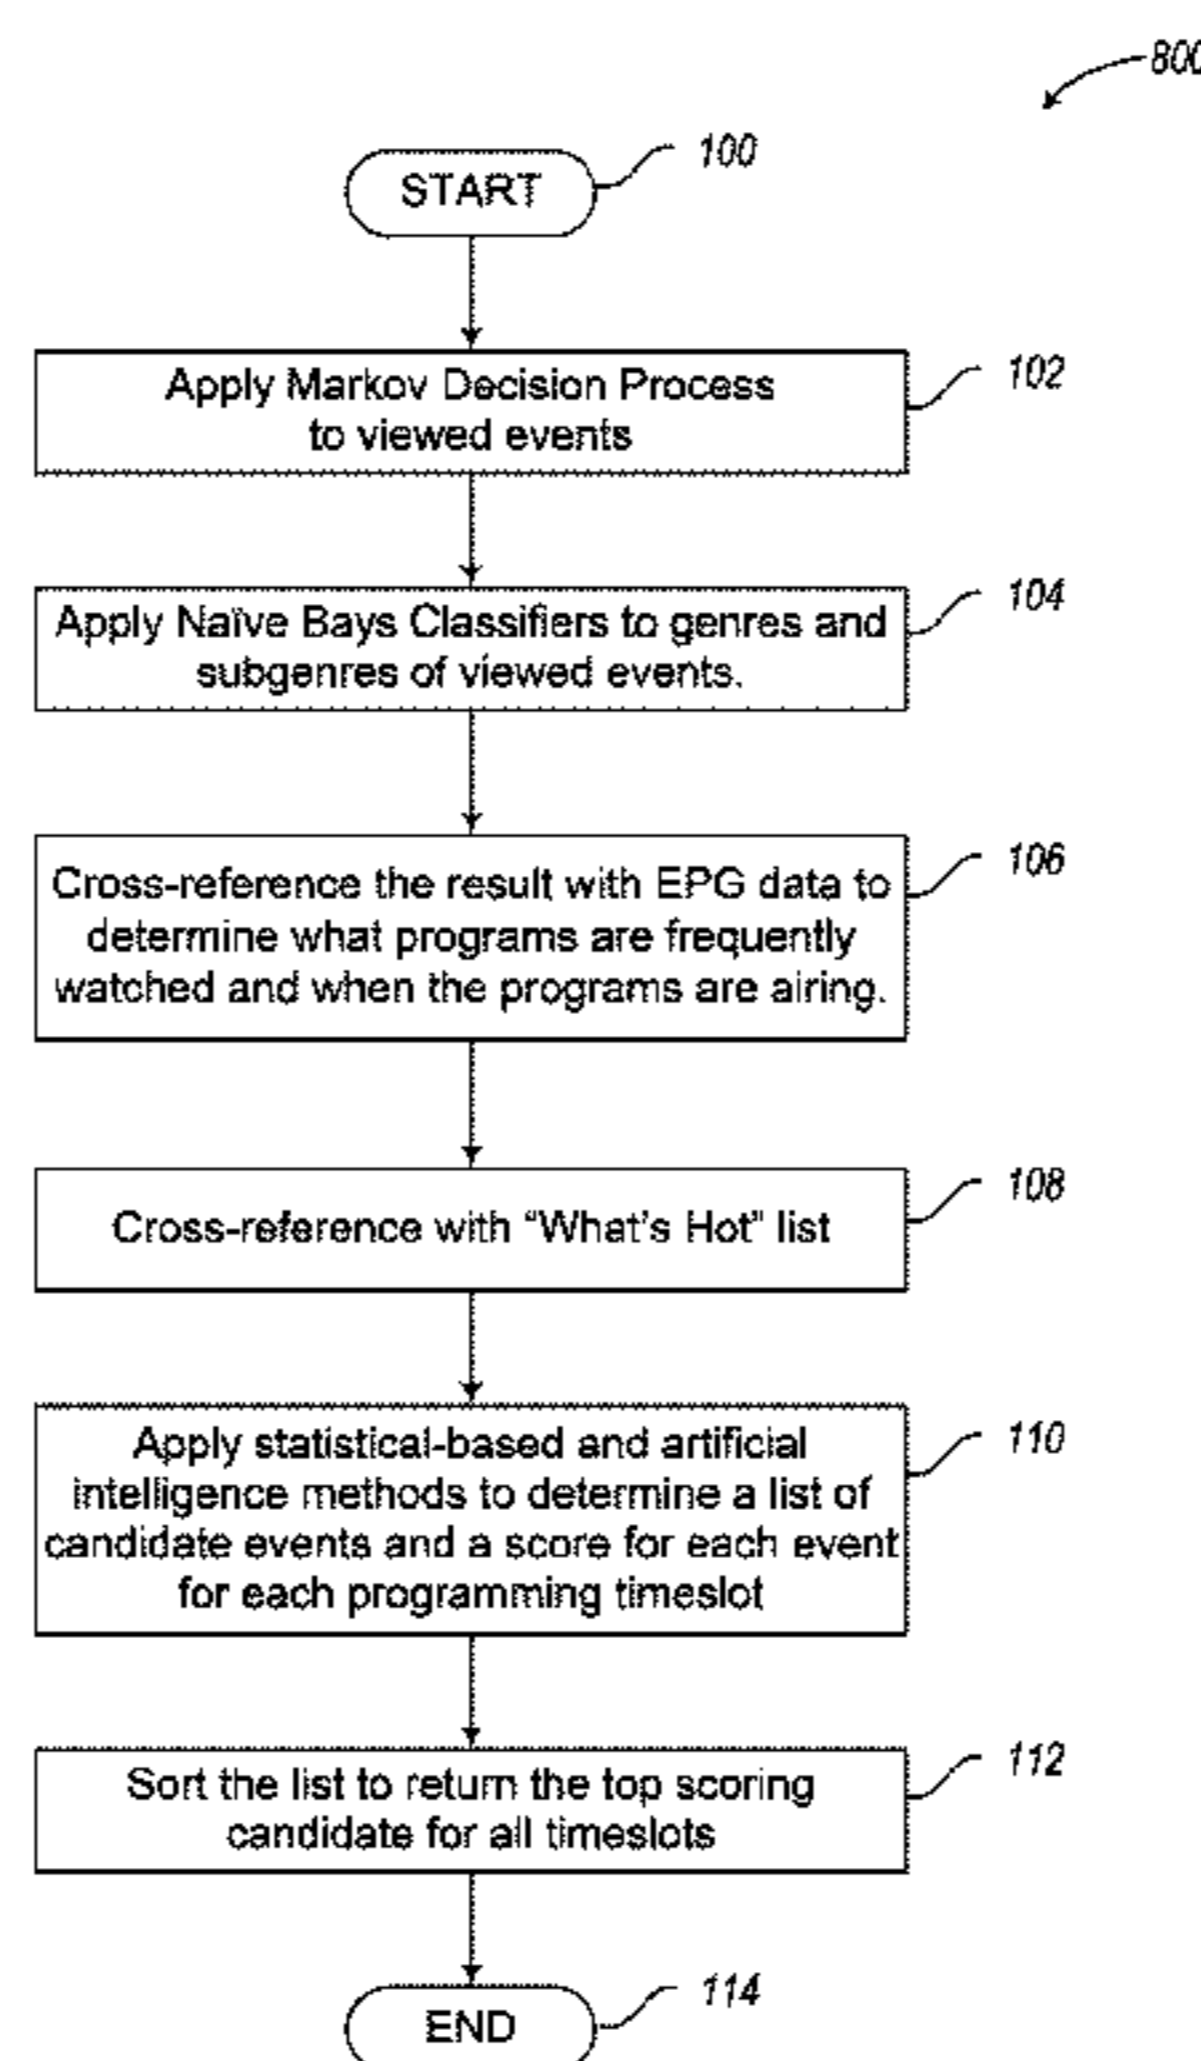 800
START
100
Apply Markov Decision Process
to viewed events
102
Apply Naïve Bays Classifiers to genres and
subgenres of viewed events.
104
Cross-reference the result with EPG data to
determine what programs are frequently
watched and when the programs are airing.
106
Cross-reference with “What’s Hot” list
108
Apply statistical-based and artificial
intelligence methods to determine a list of
candidate events and a score for each event
for each programming timeslot
110
Sort the list to return the top scoring
candidate for all timeslots
112
END
114